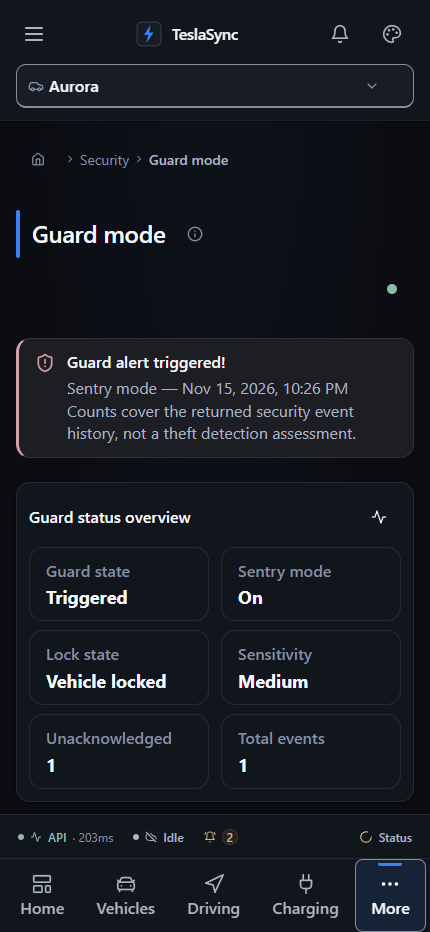 TeslaSync
Aurora
Security
Guard mode
Guard mode
Guard alert triggered!
Sentry mode — Nov 15, 2026, 10:26 PM
Counts cover the returned security event
history, not a theft detection assessment.
Guard status overview
Guard state
Triggered
Sentry mode
On
Lock state
Vehicle locked
Sensitivity
Medium
Unacknowledged
1
Total events
1
API · 203ms
Idle
2
Status
Home
Vehicles
Driving
Charging
More